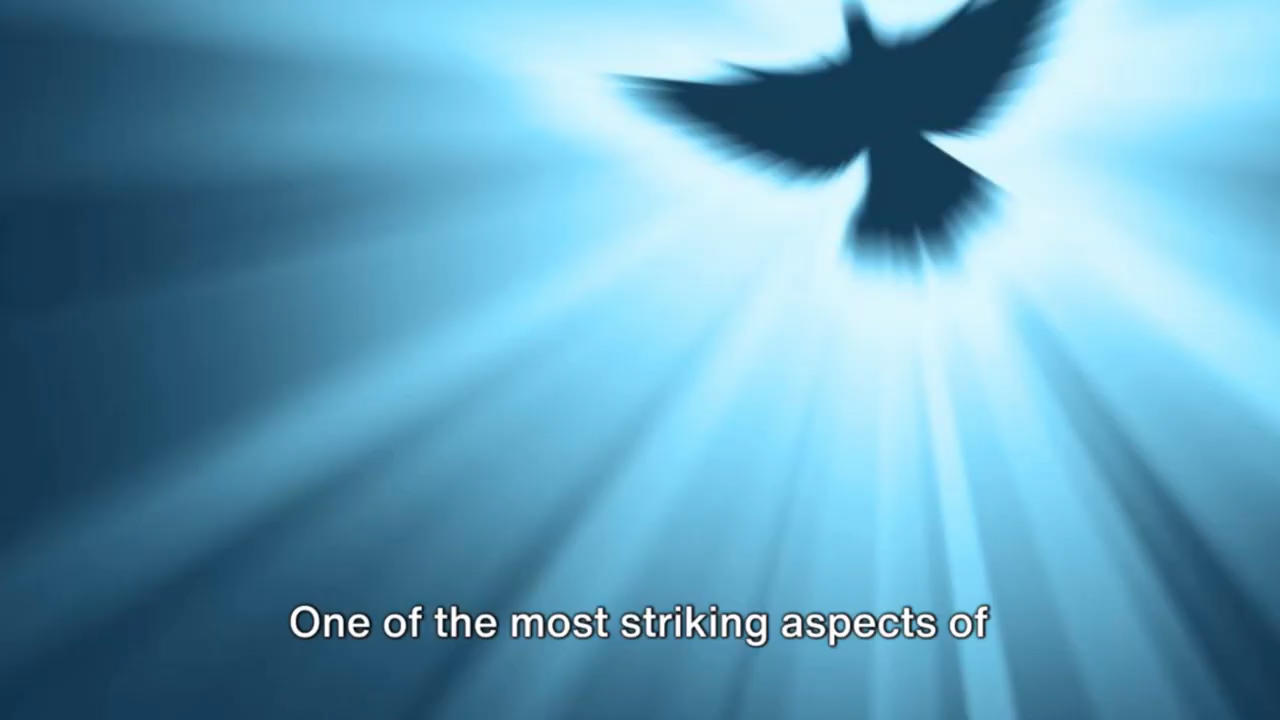 One of the most striking aspects of